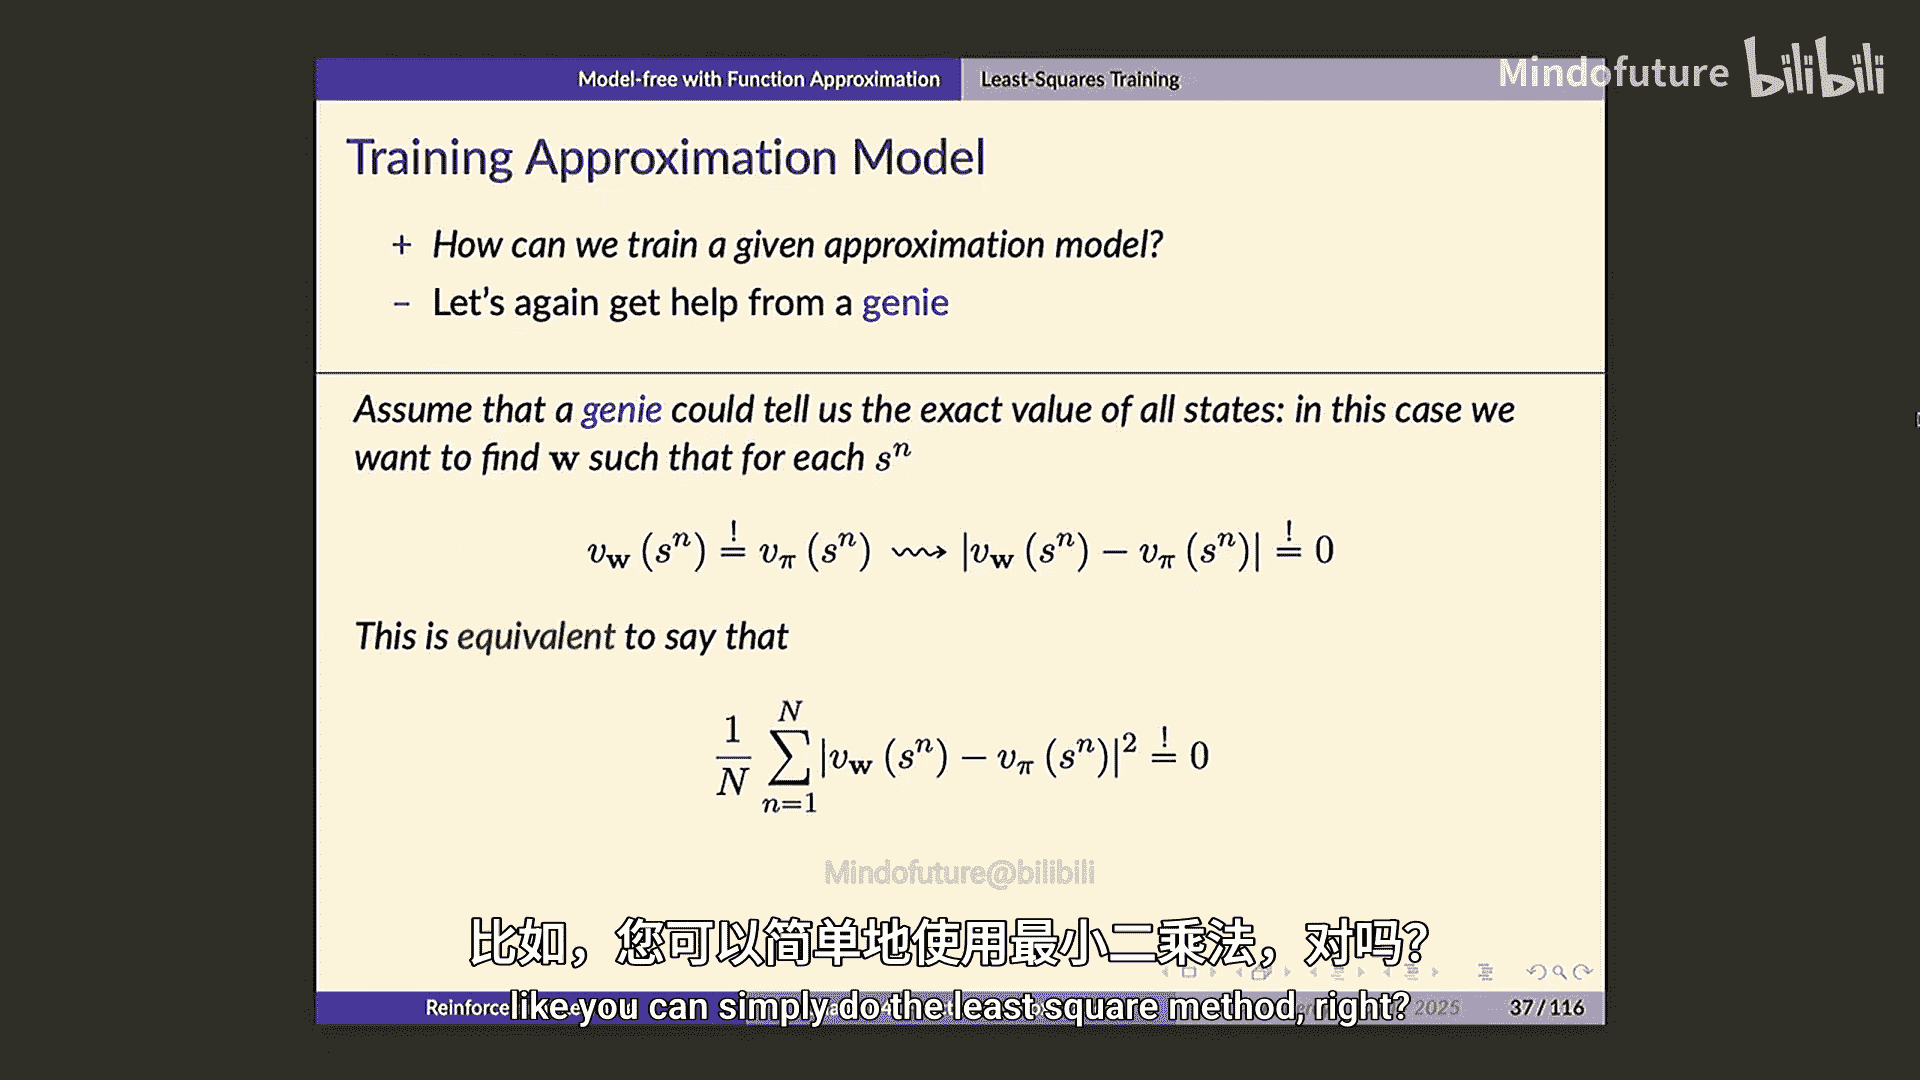 Model-free with Function Approximation
Least-Squares Training
Mindofuture bilibili
Training Approximation Model
+ How can we train a given approximation model?
– Let's again get help from a genie
Assume that a genie could tell us the exact value of all states: in this case we
want to find w such that for each sⁿ
v_w (sⁿ) =! v_π (sⁿ) ⇝ |v_w (sⁿ) − v_π (sⁿ)| =! 0
This is equivalent to say that
1/N ∑_{n=1}^{N} |v_w (sⁿ) − v_π (sⁿ)|² =! 0
Mindofuture@bilibili
比如，您可以简单地使用最小二乘法，对吗？
like you can simply do the least square method, right?
Reinforce
2025
37 / 116